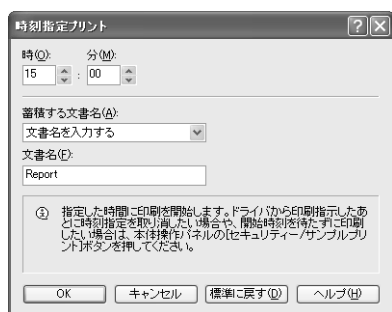 時刻指定プリント
時(O): 分(M):
15 : 00
蓄積する文書名(A):
文書名を入力する
文書名(F):
Report
指定した時間に印刷を開始します。ドライバから印刷指示したあ
とに時刻指定を取り消したい場合や、開始時刻を待たずに印刷
したい場合は、本体操作パネルの[セキュリティー/サンプルプリ
ント]ボタンを押してください。
OK キャンセル 標準に戻す(D) ヘルプ(H)